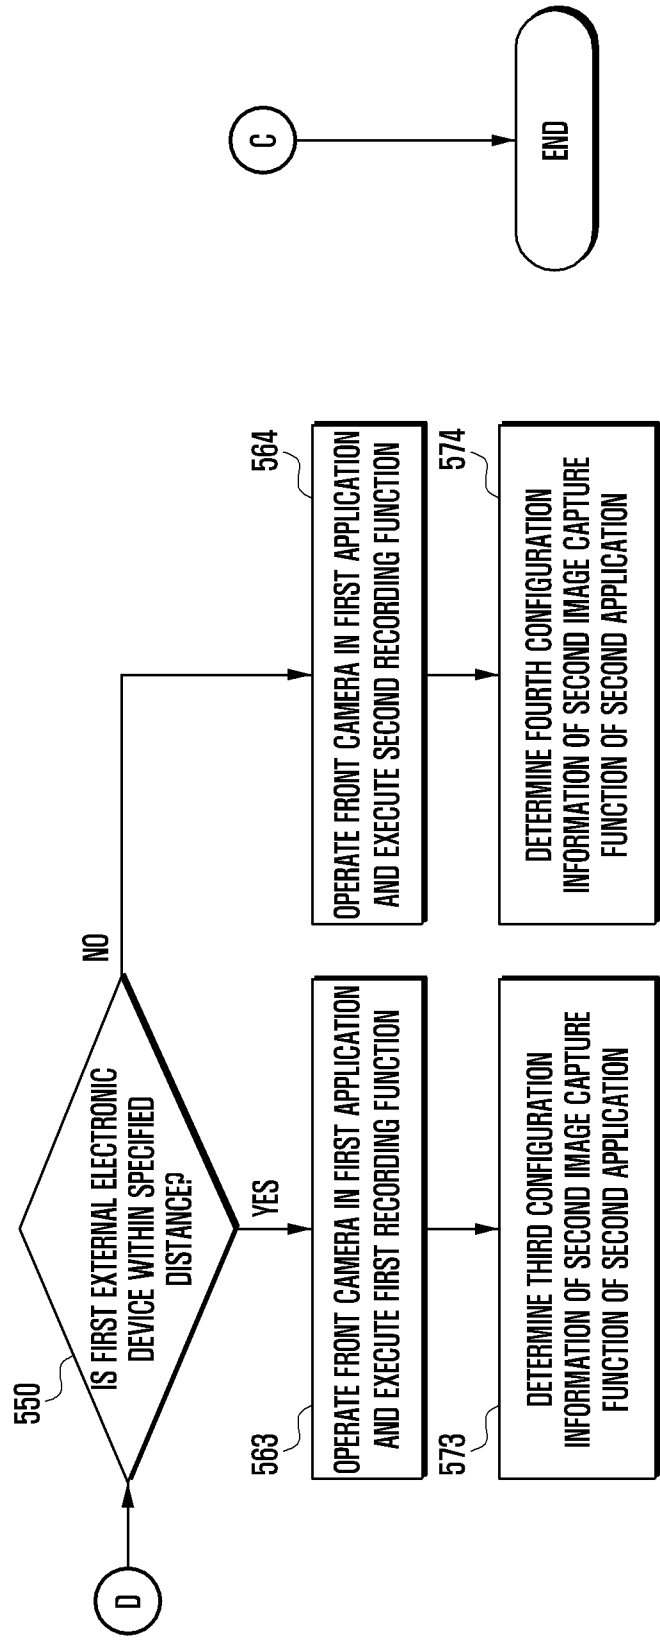 D
550
IS FIRST EXTERNAL ELECTRONIC
DEVICE WITHIN SPECIFIED
DISTANCE?
NO
YES
563
OPERATE FRONT CAMERA IN FIRST APPLICATION
AND EXECUTE FIRST RECORDING FUNCTION
573
DETERMINE THIRD CONFIGURATION
INFORMATION OF SECOND IMAGE CAPTURE
FUNCTION OF SECOND APPLICATION
564
OPERATE FRONT CAMERA IN FIRST APPLICATION
AND EXECUTE SECOND RECORDING FUNCTION
574
DETERMINE FOURTH CONFIGURATION
INFORMATION OF SECOND IMAGE CAPTURE
FUNCTION OF SECOND APPLICATION
C
END